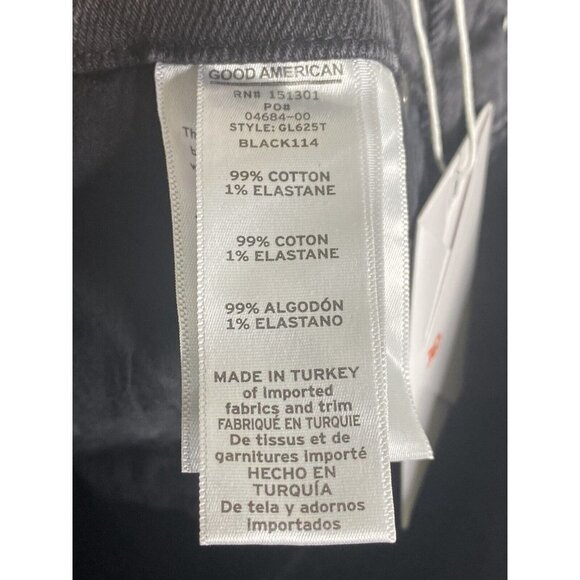 GOOD AMERICAN
RN# 151301
PO#
04684-00
STYLE: GL625T
BLACK114
99% COTTON
1% ELASTANE
99% COTON
1% ELASTANE
99% ALGODÓN
1% ELASTANO
MADE IN TURKEY
of imported
fabrics and trim
FABRIQUÉ EN TURQUIE
De tissus et de
garnitures importé
HECHO EN
TURQUÍA
De tela y adornos
importados